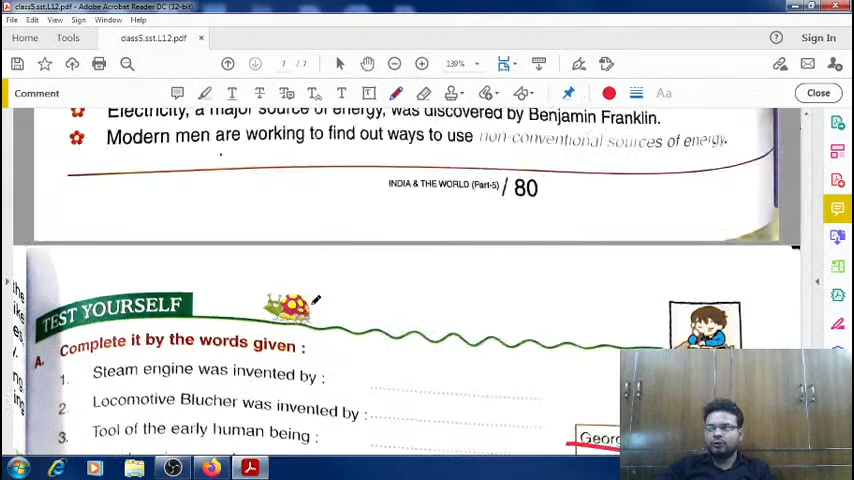 class5.sst.L12.pdf - Adobe Acrobat Reader DC (32-bit)
File Edit View Sign Window Help
Home Tools class5.sst.L12.pdf × Sign In
7 / 7 139%
Comment Close
Electricity, a major source of energy, was discovered by Benjamin Franklin.
Modern men are working to find out ways to use non-conventional sources of energy.
INDIA & THE WORLD (Part-5) / 80
TEST YOURSELF
A. Complete it by the words given :
1. Steam engine was invented by :
2. Locomotive Blucher was invented by :
3. Tool of the early human being :